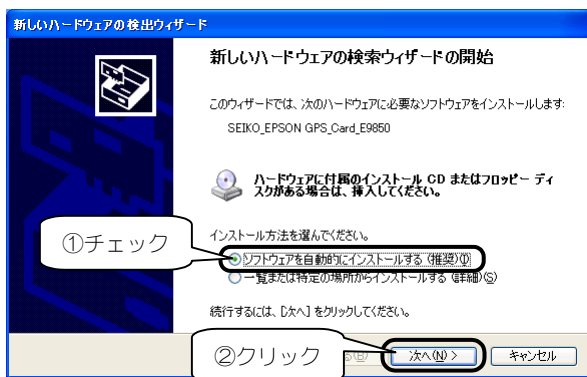 新しいハードウェアの検出ウィザード
新しいハードウェアの検索ウィザードの開始
このウィザードでは、次のハードウェアに必要なソフトウェアをインストールします:
SEIKO_EPSON GPS_Card_E9850
ハードウェアに付属のインストール CD またはフロッピー ディ
スクがある場合は、挿入してください。
インストール方法を選んでください。
①チェック
ソフトウェアを自動的にインストールする (推奨)(I)
一覧または特定の場所からインストールする (詳細)(S)
続行するには、[次へ] をクリックしてください。
②クリック
(B) 次へ(N) > キャンセル